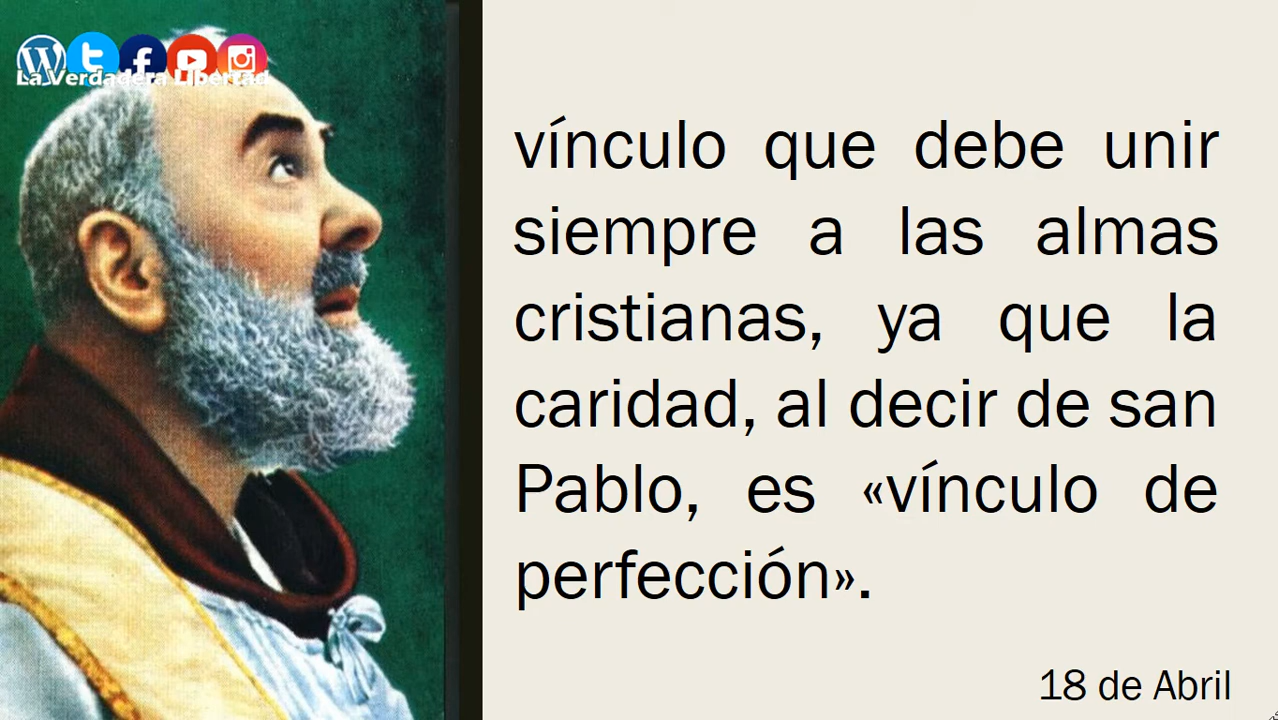 La Verdadera Libertad
vínculo que debe unir
siempre a las almas
cristianas, ya que la
caridad, al decir de san
Pablo, es «vínculo de
perfección».
18 de Abril